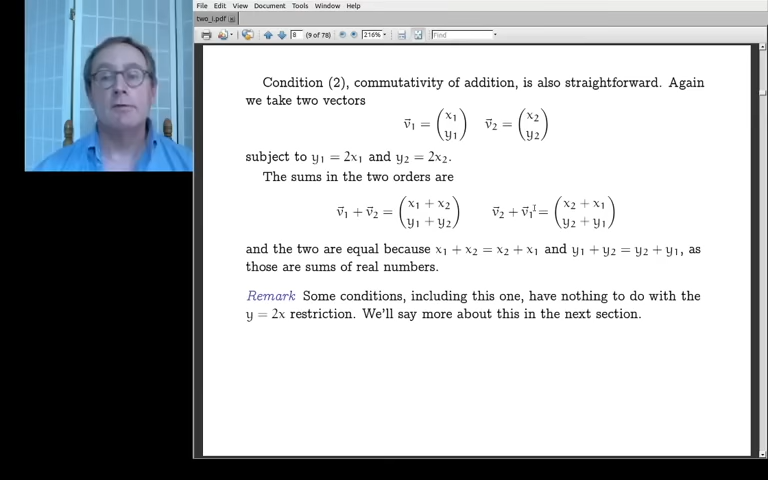 File Edit View Document Tools Window Help
two_i.pdf
8 (9 of 78) 216% Find
Condition (2), commutativity of addition, is also straightforward. Again
we take two vectors
v⃗₁ = (x₁ y₁) v⃗₂ = (x₂ y₂)
subject to y₁ = 2x₁ and y₂ = 2x₂.
The sums in the two orders are
v⃗₁ + v⃗₂ = (x₁ + x₂ y₁ + y₂) v⃗₂ + v⃗₁ = (x₂ + x₁ y₂ + y₁)
and the two are equal because x₁ + x₂ = x₂ + x₁ and y₁ + y₂ = y₂ + y₁, as
those are sums of real numbers.
Remark Some conditions, including this one, have nothing to do with the
y = 2x restriction. We'll say more about this in the next section.